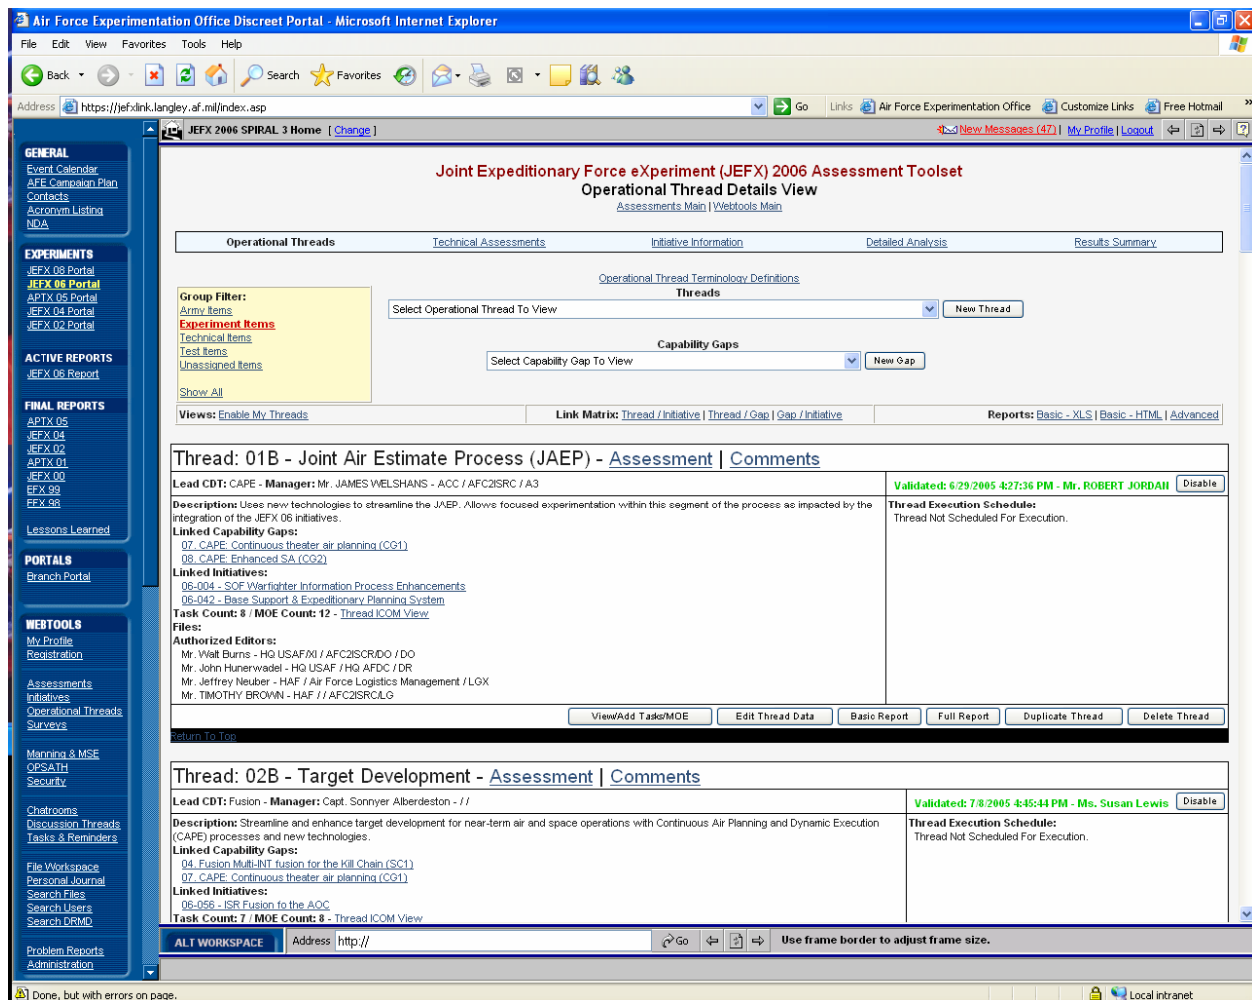 Air Force Experimentation Office Discreet Portal - Microsoft Internet Explorer
File Edit View Favorites Tools Help
Back Search Favorites
Address https://jefxlink.langley.af.mil/index.asp Go Links Air Force Experimentation Office Customize Links Free Hotmail »
JEFX 2006 SPIRAL 3 Home [ Change ] New Messages (47) | My Profile | Logout
GENERAL
Event Calendar
AFE Campaign Plan
Contacts
Acronym Listing
NDA
EXPERIMENTS
JEFX 08 Portal
JEFX 06 Portal
APTX 05 Portal
JEFX 04 Portal
JEFX 02 Portal
ACTIVE REPORTS
JEFX 06 Report
FINAL REPORTS
APTX 05
JEFX 04
JEFX 02
APTX 01
JEFX 00
EFX 99
EFX 98
Lessons Learned
PORTALS
Branch Portal
WEBTOOLS
My Profile
Registration
Assessments
Initiatives
Operational Threads
Surveys
Manning & MSE
OPSATH
Security
Chatrooms
Discussion Threads
Tasks & Reminders
File Workspace
Personal Journal
Search Files
Search Users
Search DRMD
Problem Reports
Administration
Joint Expeditionary Force eXperiment (JEFX) 2006 Assessment Toolset
Operational Thread Details View
Assessments Main | Webtools Main
Operational Threads Technical Assessments Initiative Information Detailed Analysis Results Summary
Operational Thread Terminology Definitions
Group Filter:
Army Items
Experiment Items
Technical Items
Test Items
Unassigned Items
Show All
Threads
Select Operational Thread To View New Thread
Capability Gaps
Select Capability Gap To View New Gap
Views: Enable My Threads Link Matrix: Thread / Initiative | Thread / Gap | Gap / Initiative Reports: Basic - XLS | Basic - HTML | Advanced
Thread: 01B - Joint Air Estimate Process (JAEP) - Assessment | Comments
Lead CDT: CAPE - Manager: Mr. JAMES WELSHANS - ACC / AFC2ISRC / A3
Validated: 6/29/2005 4:27:36 PM - Mr. ROBERT JORDAN Disable
Description: Uses new technologies to streamline the JAEP. Allows focused experimentation within this segment of the process as impacted by the
integration of the JEFX 06 initiatives.
Linked Capability Gaps:
07. CAPE: Continuous theater air planning (CG1)
08. CAPE: Enhanced SA (CG2)
Linked Initiatives:
06-004 - SOF Warfighter Information Process Enhancements
06-042 - Base Support & Expeditionary Planning System
Task Count: 8 / MOE Count: 12 - Thread ICOM View
Files:
Authorized Editors:
Mr. Walt Burns - HQ USAF/XI / AFC2ISCR/DO / DO
Mr. John Hunerwadel - HQ USAF / HQ AFDC / DR
Mr. Jeffrey Neuber - HAF / Air Force Logistics Management / LGX
Mr. TIMOTHY BROWN - HAF / / AFC2ISRC/LG
Thread Execution Schedule:
Thread Not Scheduled For Execution.
View/Add Tasks/MOE Edit Thread Data Basic Report Full Report Duplicate Thread Delete Thread
Return To Top
Thread: 02B - Target Development - Assessment | Comments
Lead CDT: Fusion - Manager: Capt. Sonnyer Alberdeston - / /
Validated: 7/8/2005 4:45:44 PM - Ms. Susan Lewis Disable
Description: Streamline and enhance target development for near-term air and space operations with Continuous Air Planning and Dynamic Execution
(CAPE) processes and new technologies.
Linked Capability Gaps:
04. Fusion Multi-INT fusion for the Kill Chain (SC1)
07. CAPE: Continuous theater air planning (CG1)
Linked Initiatives:
06-056 - ISR Fusion fo the AOC
Task Count: 7 / MOE Count: 8 - Thread ICOM View
Thread Execution Schedule:
Thread Not Scheduled For Execution.
ALT WORKSPACE Address http:// Go Use frame border to adjust frame size.
Done, but with errors on page. Local intranet